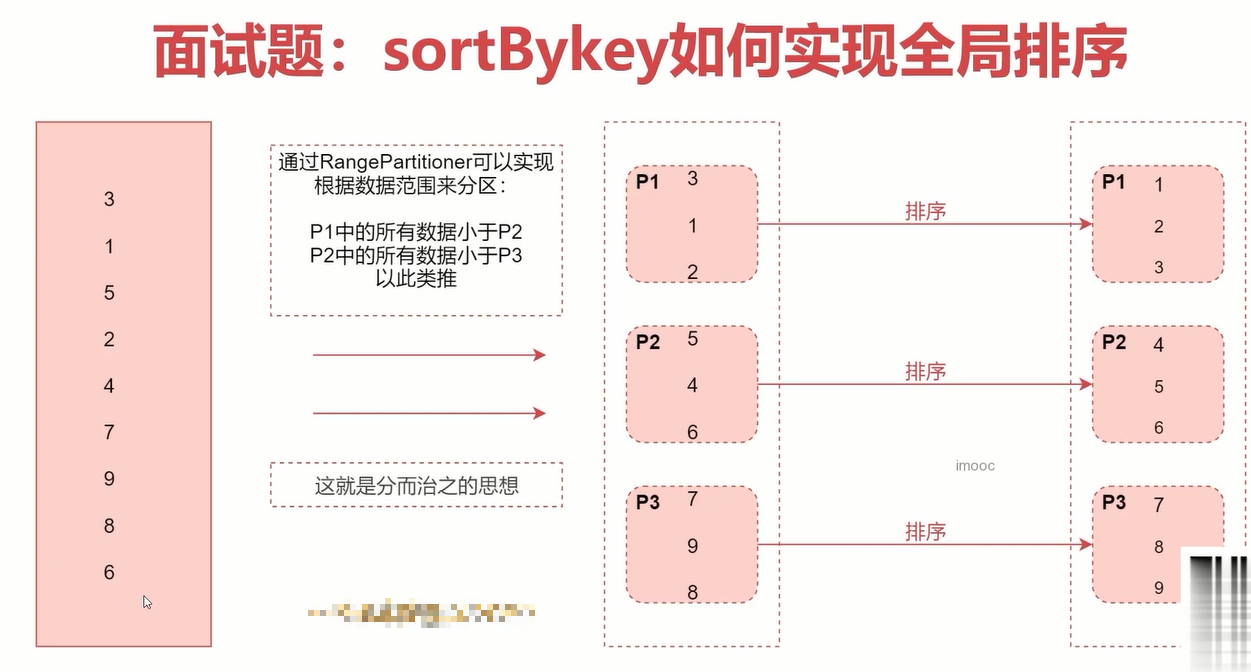 面试题：sortBykey如何实现全局排序
3
1
5
2
4
7
9
8
6
通过RangePartitioner可以实现
根据数据范围来分区：
P1中的所有数据小于P2
P2中的所有数据小于P3
以此类推
这就是分而治之的思想
P1
3
1
2
排序
P1
1
2
3
P2
5
4
6
排序
P2
4
5
6
imooc
P3
7
9
8
排序
P3
7
8
9